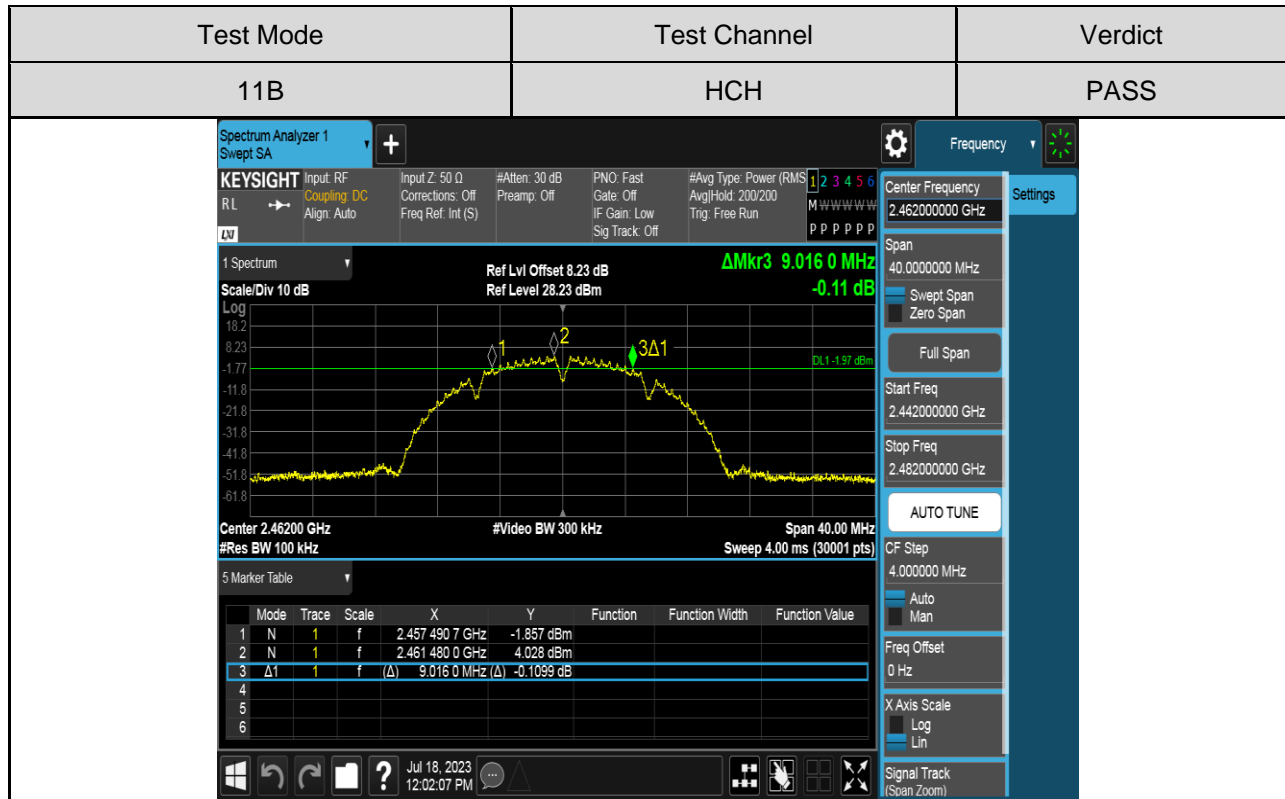 Test Mode Test Channel Verdict
11B HCH PASS
Spectrum Analyzer 1
Swept SA
+
Frequency
KEYSIGHT Input: RF Input Z: 50 Ω #Atten: 30 dB PNO: Fast #Avg Type: Power (RMS 1 2 3 4 5 6
RL Coupling: DC Corrections: Off Preamp: Off Gate: Off Avg|Hold: 200/200 M W W W W W
Align: Auto Freq Ref: Int (S) IF Gain: Low Trig: Free Run
LXI Sig Track: Off P P P P P P
Center Frequency
2.462000000 GHz
Settings
Span
40.0000000 MHz
Swept Span
Zero Span
Full Span
Start Freq
2.442000000 GHz
Stop Freq
2.482000000 GHz
AUTO TUNE
CF Step
4.000000 MHz
Auto
Man
Freq Offset
0 Hz
X Axis Scale
Log
Lin
Signal Track
(Span Zoom)
1 Spectrum Ref Lvl Offset 8.23 dB ΔMkr3 9.016 0 MHz
Scale/Div 10 dB Ref Level 28.23 dBm -0.11 dB
Log
18.2
8.23
-1.77
-11.8
-21.8
-31.8
-41.8
-51.8
-61.8
1 2 3Δ1
DL1 -1.97 dBm
Center 2.46200 GHz #Video BW 300 kHz Span 40.00 MHz
#Res BW 100 kHz Sweep 4.00 ms (30001 pts)
5 Marker Table
Mode Trace Scale X Y Function Function Width Function Value
1 N 1 f 2.457 490 7 GHz -1.857 dBm
2 N 1 f 2.461 480 0 GHz 4.028 dBm
3 Δ1 1 f (Δ) 9.016 0 MHz (Δ) -0.1099 dB
4
5
6
? Jul 18, 2023
12:02:07 PM